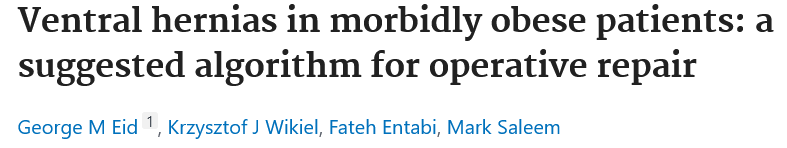 Ventral hernias in morbidly obese patients: a
suggested algorithm for operative repair
George M Eid 1, Krzysztof J Wikiel, Fateh Entabi, Mark Saleem